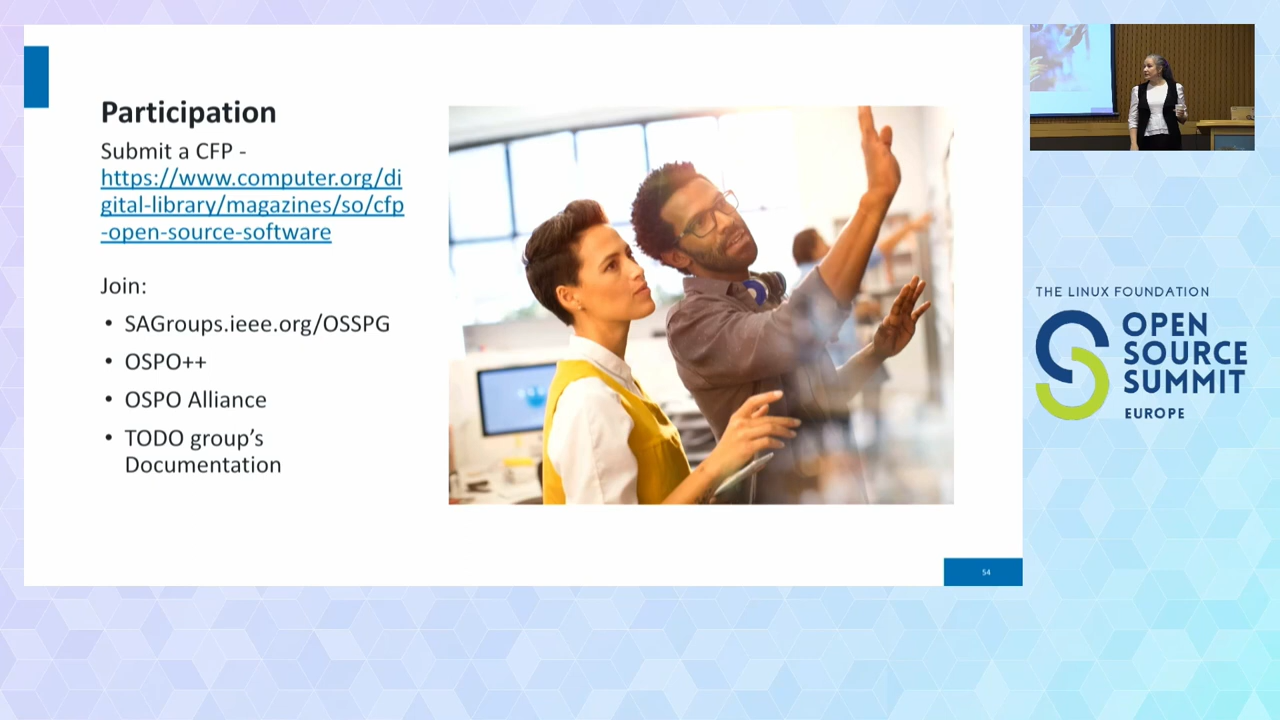 Participation
Submit a CFP -
https://www.computer.org/di
gital-library/magazines/so/cfp
-open-source-software
Join:
• SAGroups.ieee.org/OSSPG
• OSPO++
• OSPO Alliance
• TODO group's
Documentation
54
THE LINUX FOUNDATION
OPEN
SOURCE
SUMMIT
EUROPE